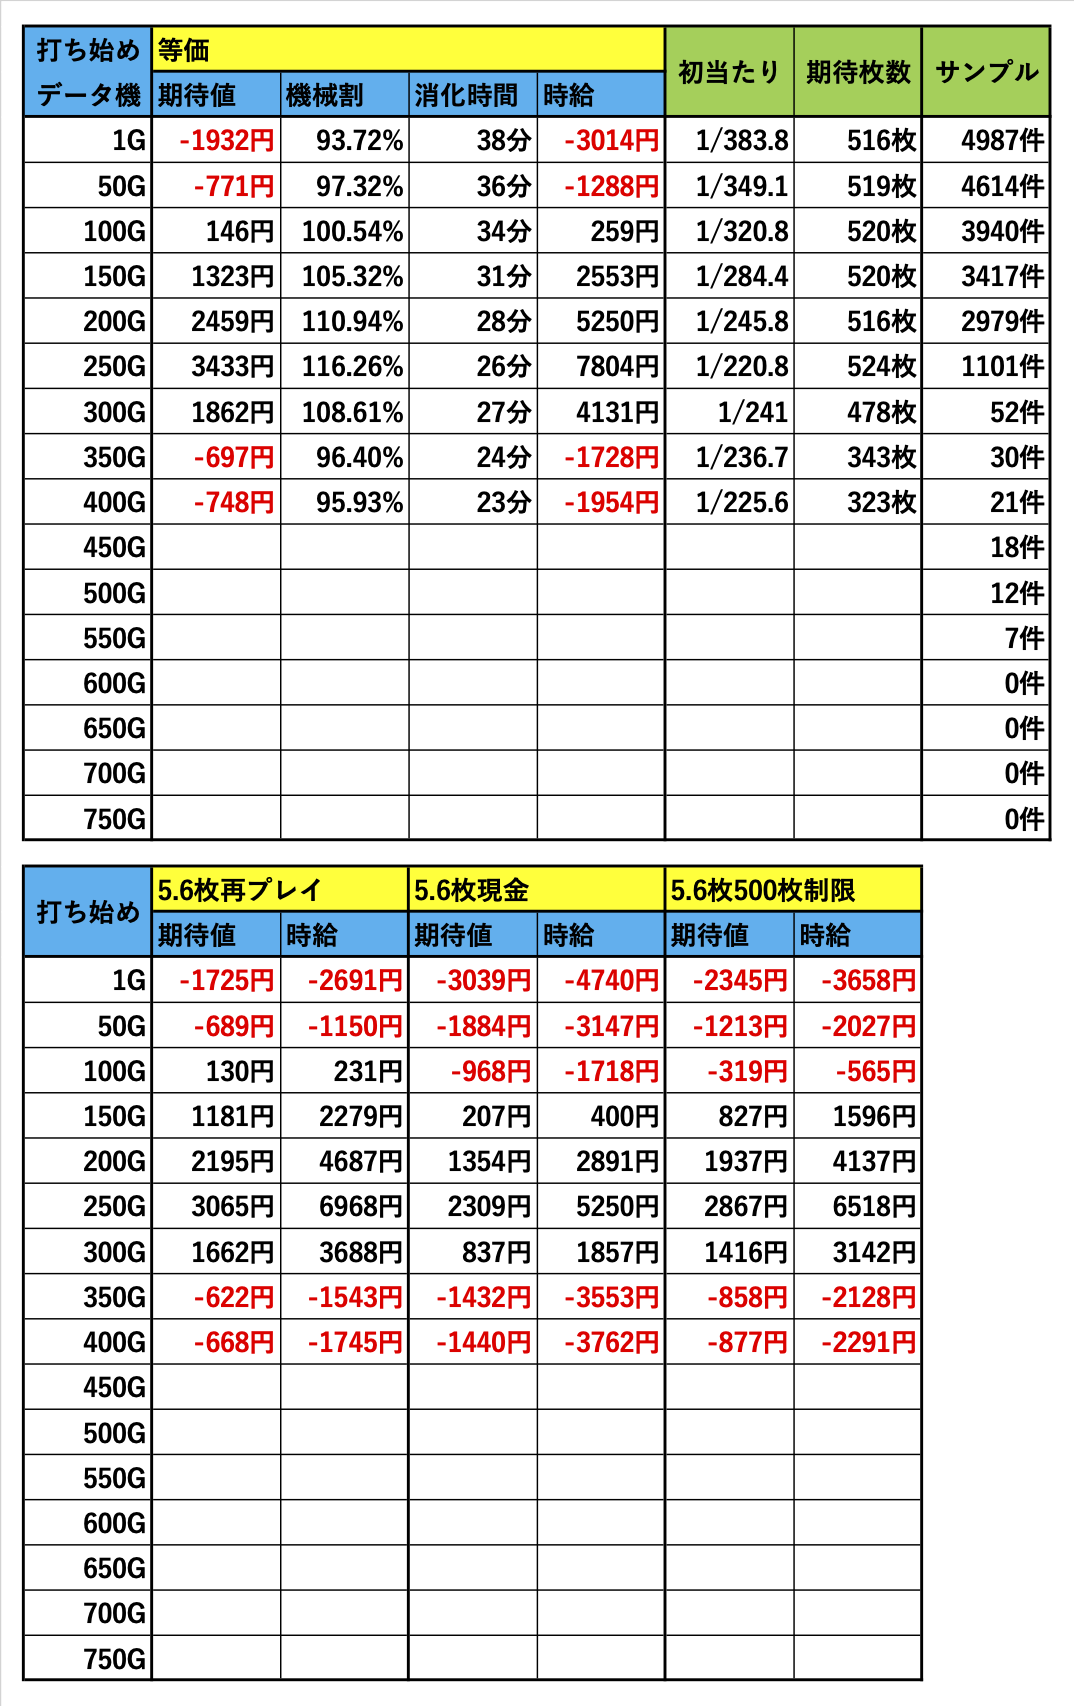 打ち始め 等価 初当たり 期待枚数 サンプル
データ機 期待値 機械割 消化時間 時給
1G -1932円 93.72% 38分 -3014円 1/383.8 516枚 4987件
50G -771円 97.32% 36分 -1288円 1/349.1 519枚 4614件
100G 146円 100.54% 34分 259円 1/320.8 520枚 3940件
150G 1323円 105.32% 31分 2553円 1/284.4 520枚 3417件
200G 2459円 110.94% 28分 5250円 1/245.8 516枚 2979件
250G 3433円 116.26% 26分 7804円 1/220.8 524枚 1101件
300G 1862円 108.61% 27分 4131円 1/241 478枚 52件
350G -697円 96.40% 24分 -1728円 1/236.7 343枚 30件
400G -748円 95.93% 23分 -1954円 1/225.6 323枚 21件
450G 18件
500G 12件
550G 7件
600G 0件
650G 0件
700G 0件
750G 0件
打ち始め 5.6枚再プレイ 5.6枚現金 5.6枚500枚制限
期待値 時給 期待値 時給 期待値 時給
1G -1725円 -2691円 -3039円 -4740円 -2345円 -3658円
50G -689円 -1150円 -1884円 -3147円 -1213円 -2027円
100G 130円 231円 -968円 -1718円 -319円 -565円
150G 1181円 2279円 207円 400円 827円 1596円
200G 2195円 4687円 1354円 2891円 1937円 4137円
250G 3065円 6968円 2309円 5250円 2867円 6518円
300G 1662円 3688円 837円 1857円 1416円 3142円
350G -622円 -1543円 -1432円 -3553円 -858円 -2128円
400G -668円 -1745円 -1440円 -3762円 -877円 -2291円
450G
500G
550G
600G
650G
700G
750G